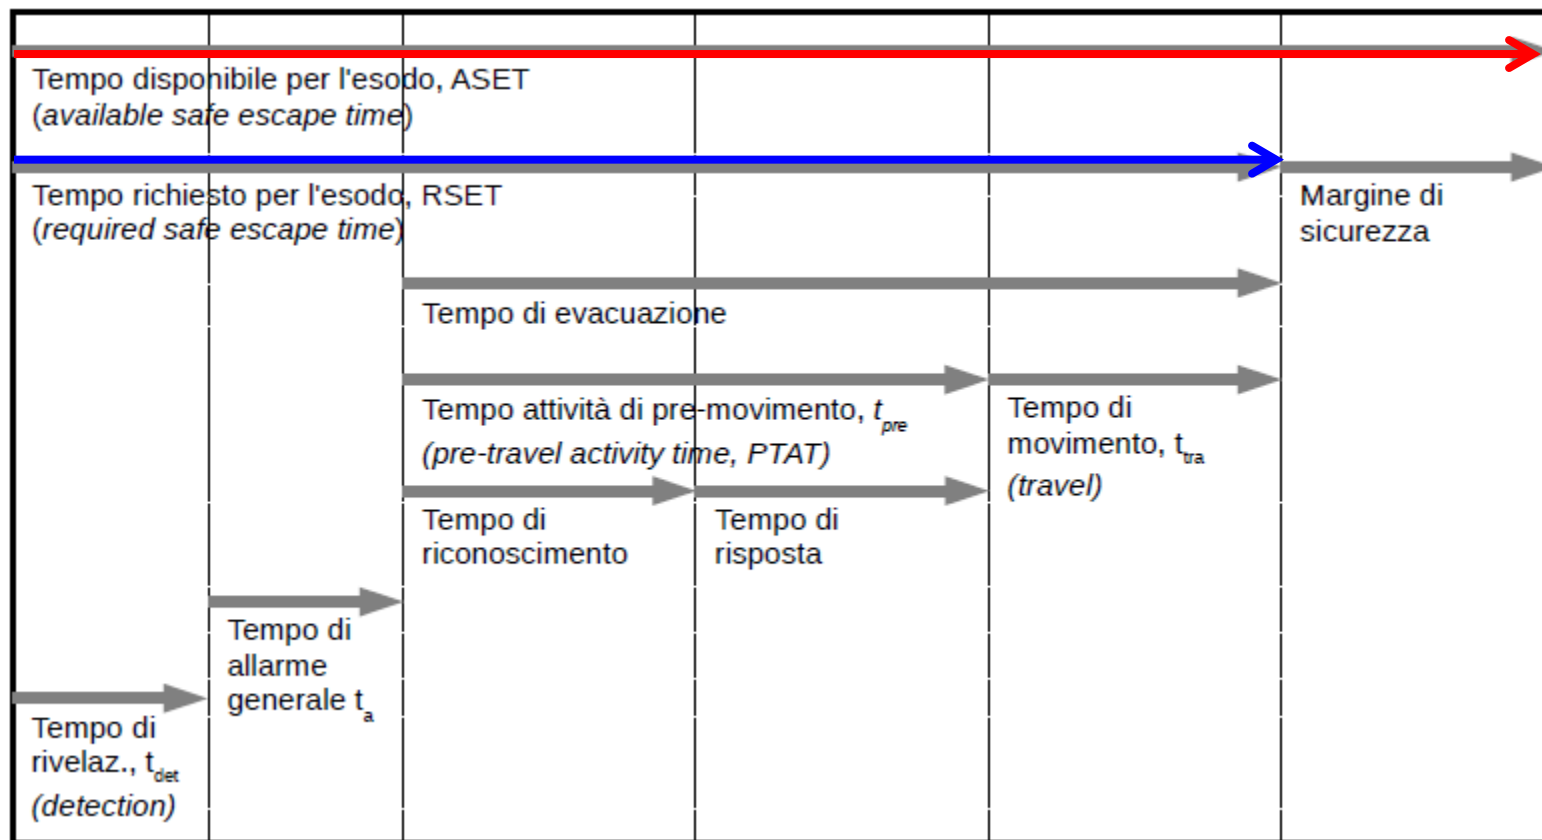 Tempo disponibile per l'esodo, ASET
(available safe escape time)
Tempo richiesto per l'esodo, RSET
(required safe escape time)
Margine di
sicurezza
Tempo di evacuazione
Tempo attività di pre-movimento, tpre
(pre-travel activity time, PTAT)
Tempo di
movimento, ttra
(travel)
Tempo di
riconoscimento
Tempo di
risposta
Tempo di
allarme
generale ta
Tempo di
rivelaz., tdet
(detection)